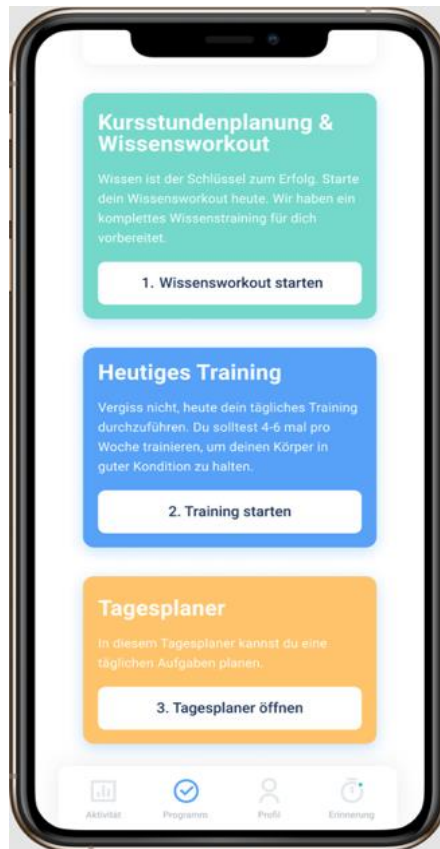 Kursstundenplanung &
Wissensworkout
Wissen ist der Schlüssel zum Erfolg. Starte
dein Wissensworkout heute. Wir haben ein
komplettes Wissenstraining für dich
vorbereitet.
1. Wissensworkout starten
Heutiges Training
Vergiss nicht, heute dein tägliches Training
durchzuführen. Du solltest 4-6 mal pro
Woche trainieren, um deinen Körper in
guter Kondition zu halten.
2. Training starten
Tagesplaner
In diesem Tagesplaner kannst du eine
täglichen Aufgaben planen.
3. Tagesplaner öffnen
Aktivität Programm Profil Erinnerung